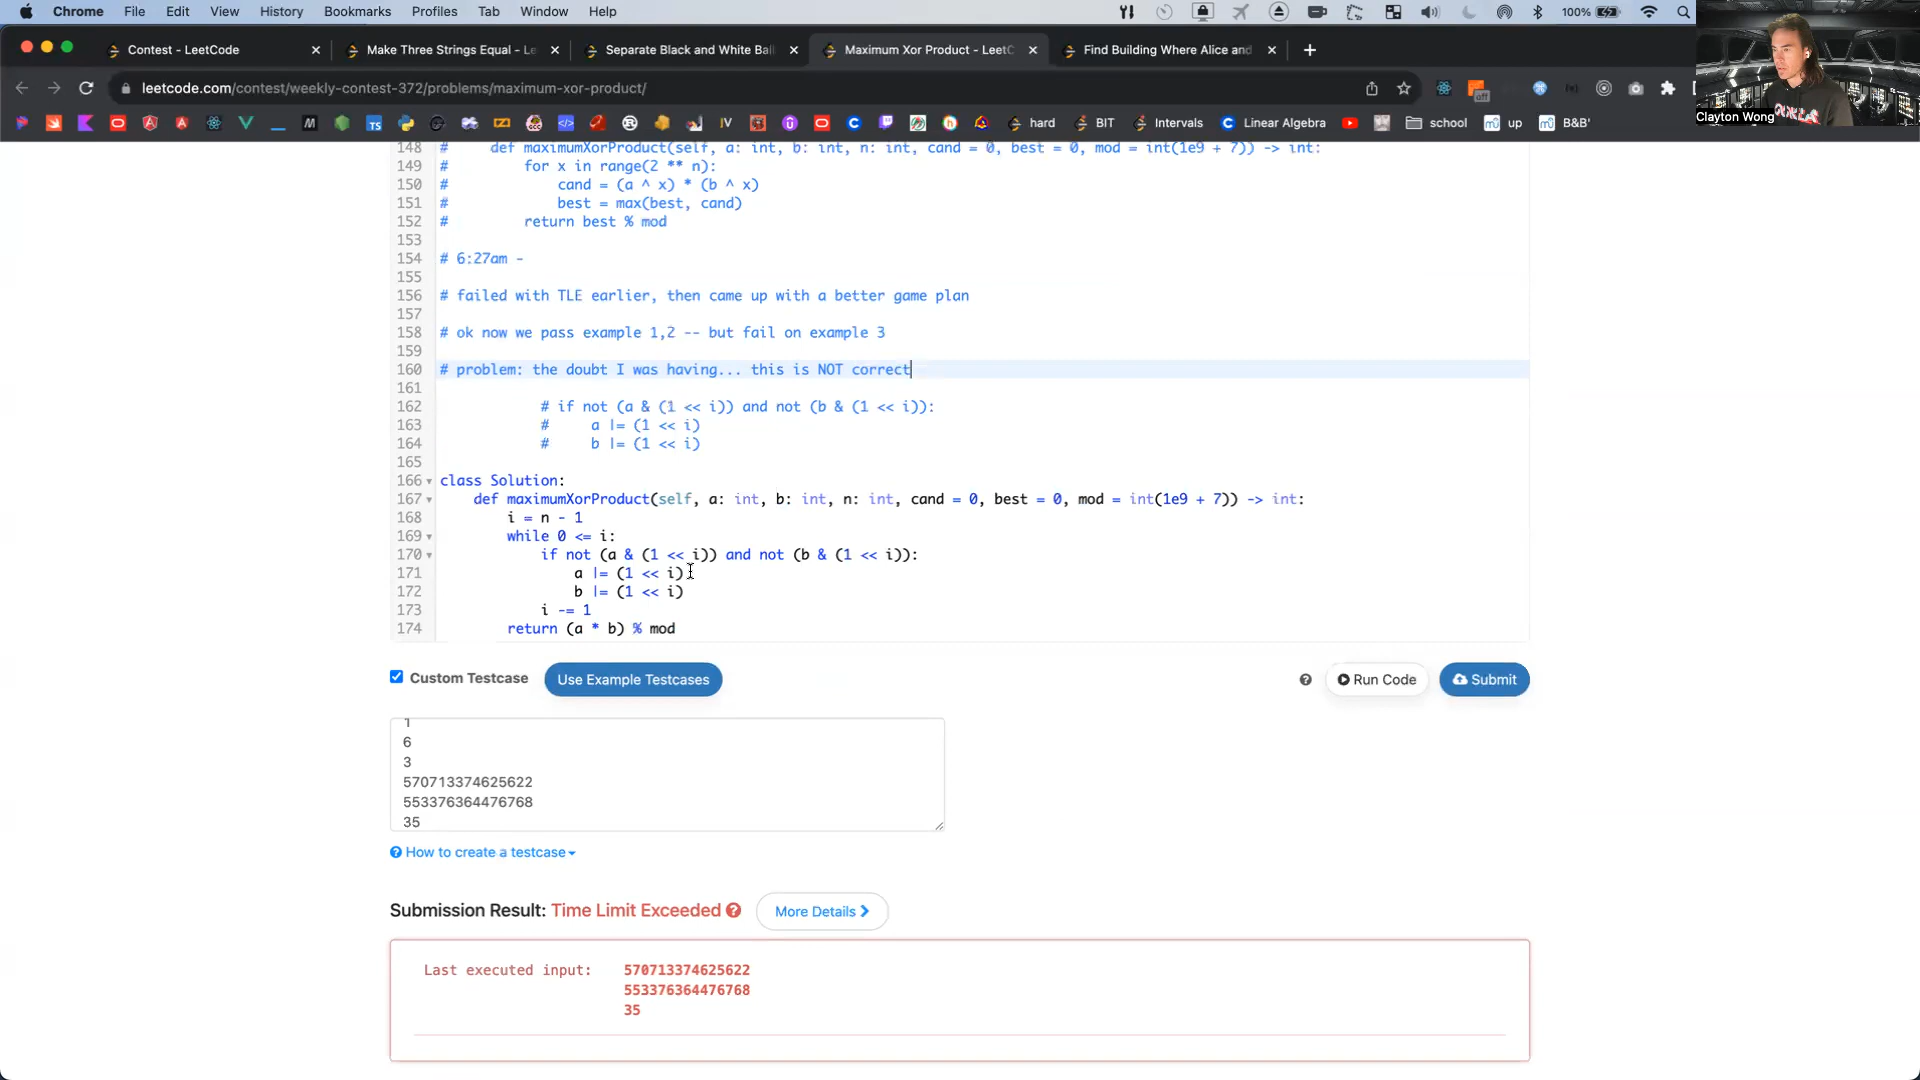 Chrome File Edit View History Bookmarks Profiles Tab Window Help 100%
Contest - LeetCode
Make Three Strings Equal - Le
Separate Black and White Ball
Maximum Xor Product - LeetC
Find Building Where Alice and
leetcode.com/contest/weekly-contest-372/problems/maximum-xor-product/
off
Clayton Wong
TS IV hard BIT Intervals Linear Algebra school up B&B'
148 #     def maximumXorProduct(self, a: int, b: int, n: int, cand = 0, best = 0, mod = int(1e9 + 7)) -> int:
149 #         for x in range(2 ** n):
150 #             cand = (a ^ x) * (b ^ x)
151 #             best = max(best, cand)
152 #         return best % mod
153
154 # 6:27am -
155
156 # failed with TLE earlier, then came up with a better game plan
157
158 # ok now we pass example 1,2 -- but fail on example 3
159
160 # problem: the doubt I was having... this is NOT correct
161
162             # if not (a & (1 << i)) and not (b & (1 << i)):
163             #     a |= (1 << i)
164             #     b |= (1 << i)
165
166 class Solution:
167     def maximumXorProduct(self, a: int, b: int, n: int, cand = 0, best = 0, mod = int(1e9 + 7)) -> int:
168         i = n - 1
169         while 0 <= i:
170             if not (a & (1 << i)) and not (b & (1 << i)):
171                 a |= (1 << i)
172                 b |= (1 << i)
173             i -= 1
174         return (a * b) % mod
Custom Testcase
Use Example Testcases
Run Code
Submit
1
6
3
570713374625622
553376364476768
35
How to create a testcase
Submission Result: Time Limit Exceeded
More Details
Last executed input: 570713374625622
553376364476768
35